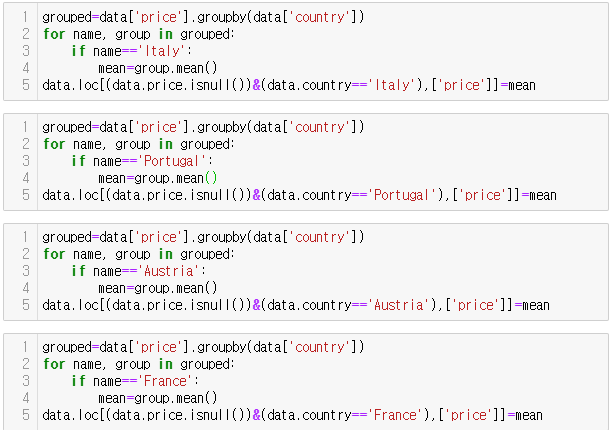 1 grouped=data['price'].groupby(data['country'])
2 for name, group in grouped:
3     if name=='Italy':
4         mean=group.mean()
5 data.loc[(data.price.isnull())&(data.country=='Italy'),['price']]=mean
1 grouped=data['price'].groupby(data['country'])
2 for name, group in grouped:
3     if name=='Portugal':
4         mean=group.mean()
5 data.loc[(data.price.isnull())&(data.country=='Portugal'),['price']]=mean
1 grouped=data['price'].groupby(data['country'])
2 for name, group in grouped:
3     if name=='Austria':
4         mean=group.mean()
5 data.loc[(data.price.isnull())&(data.country=='Austria'),['price']]=mean
1 grouped=data['price'].groupby(data['country'])
2 for name, group in grouped:
3     if name=='France':
4         mean=group.mean()
5 data.loc[(data.price.isnull())&(data.country=='France'),['price']]=mean